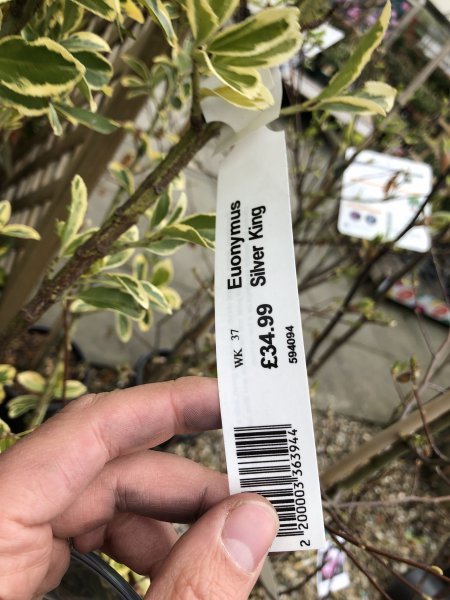 Euonymus
Silver King
WK 37
£34.99
594094
2 200003 363944